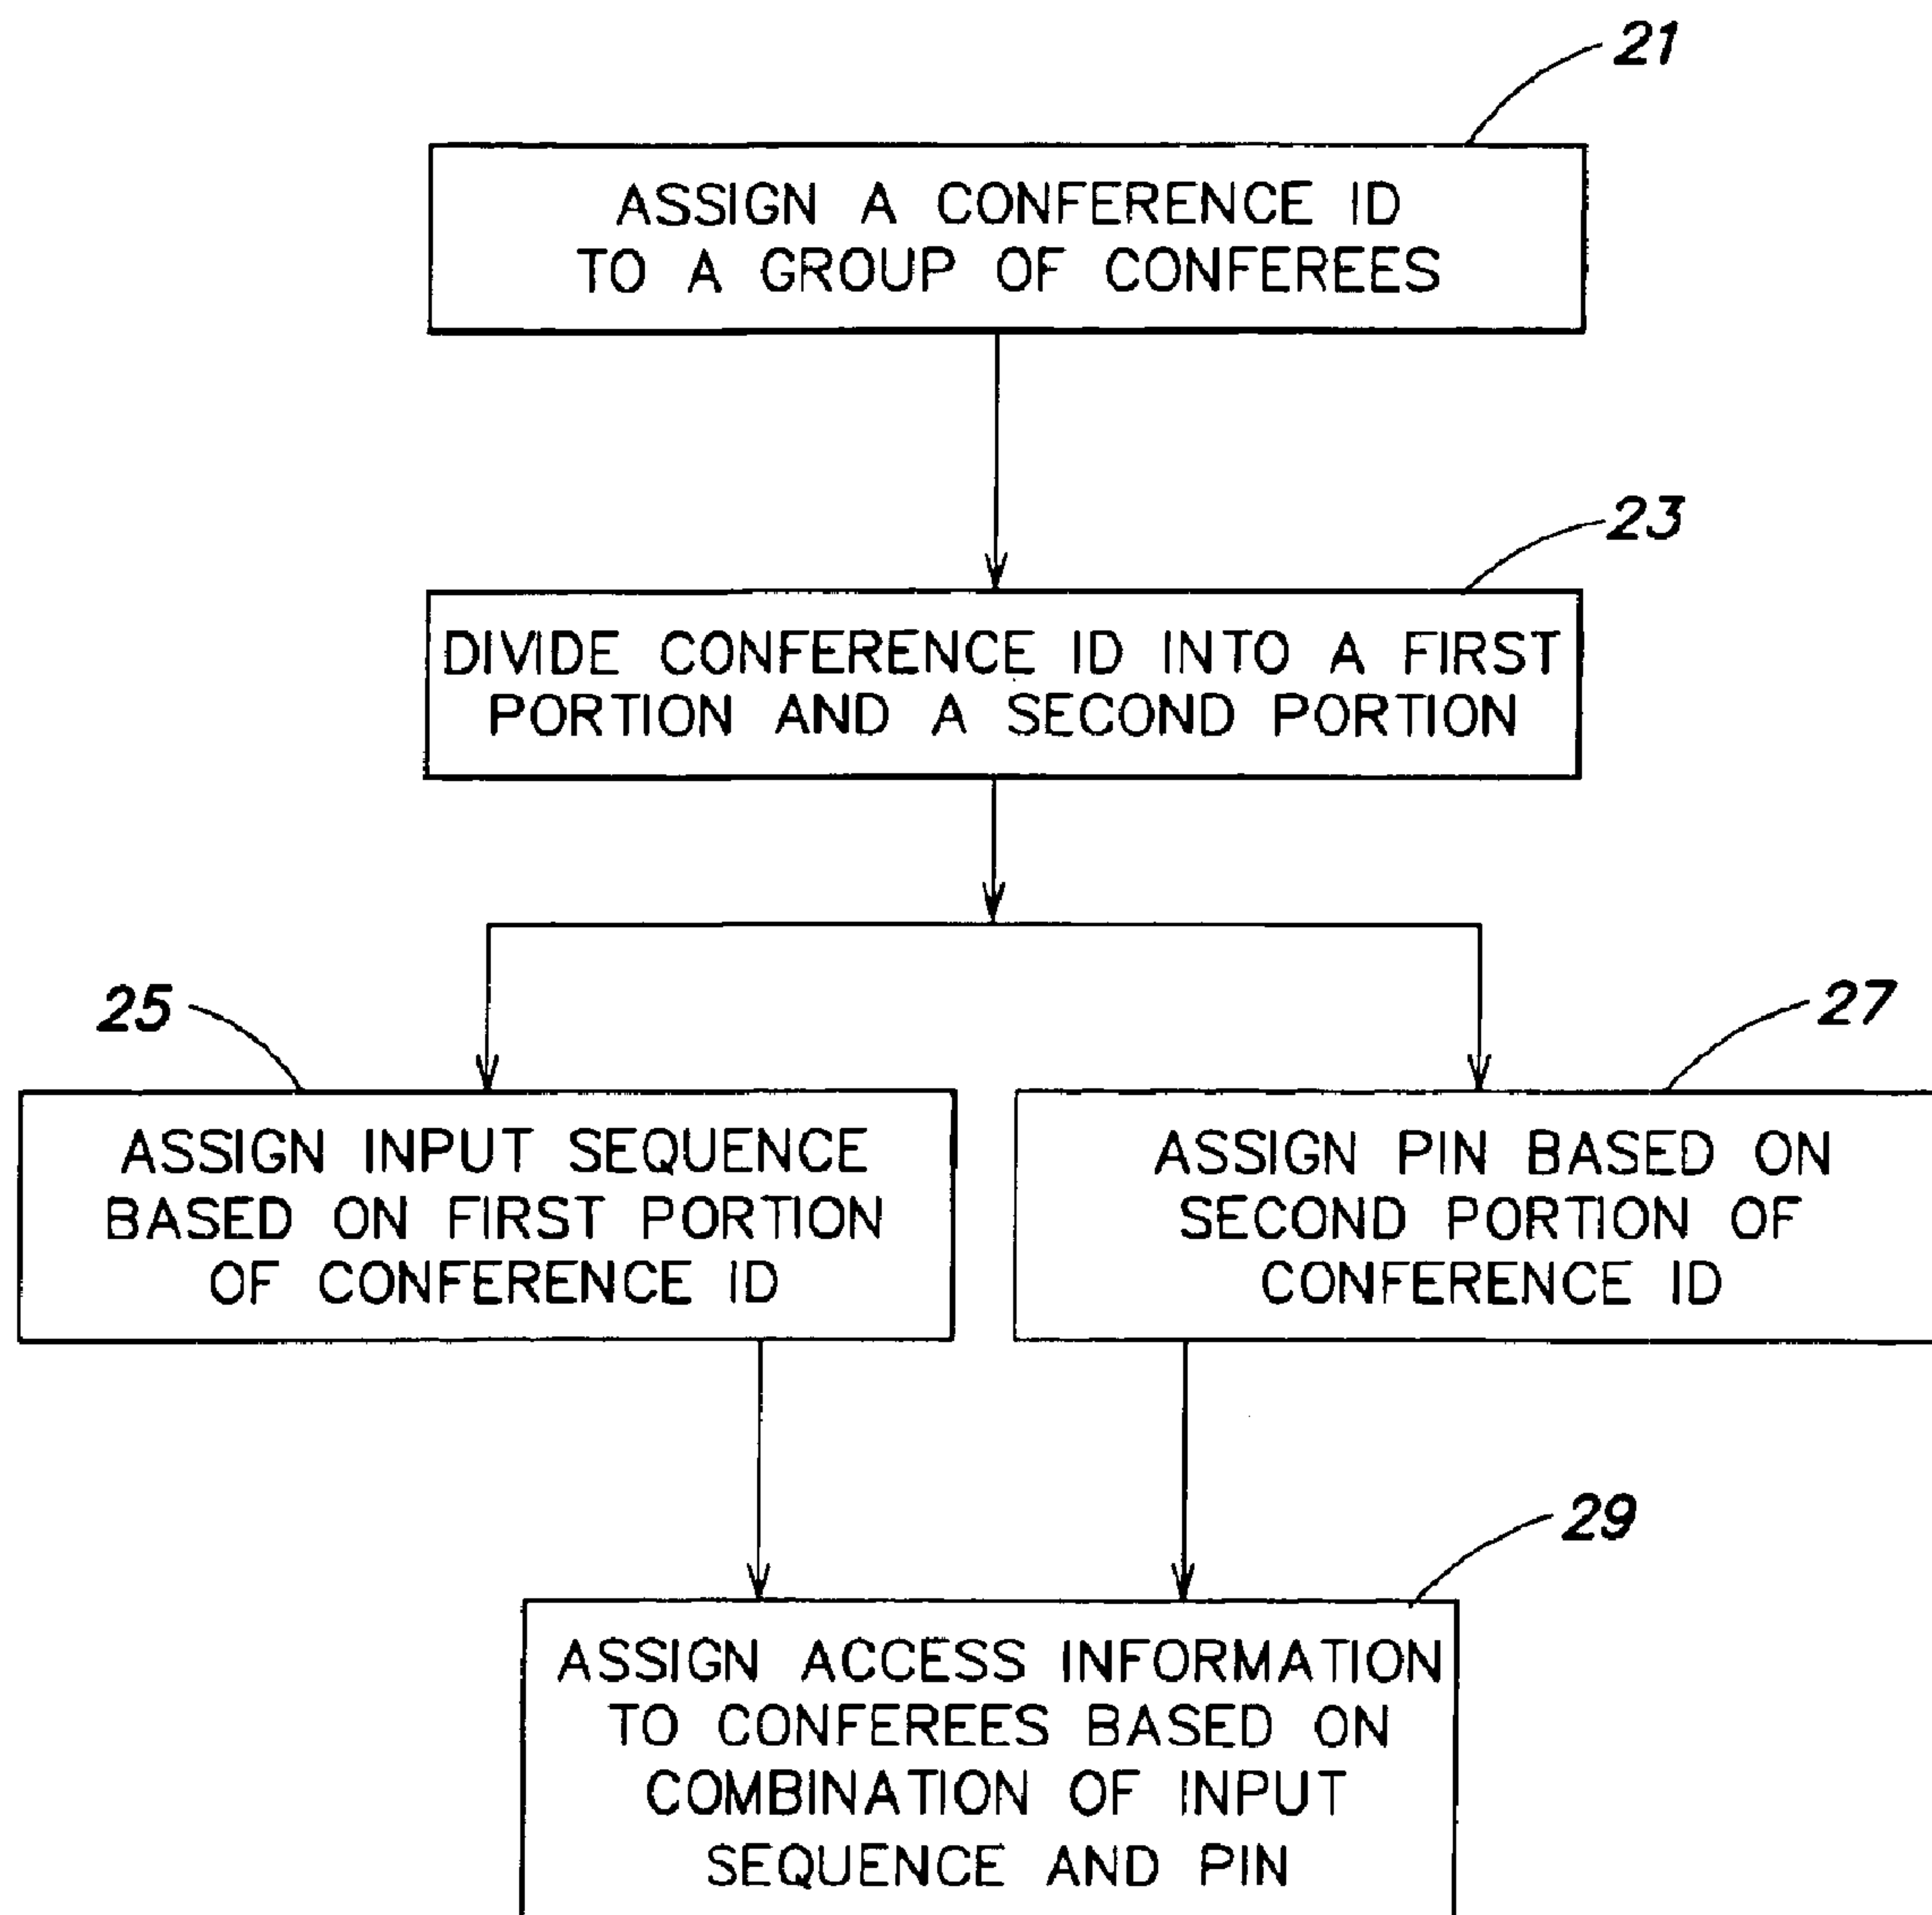 21
ASSIGN A CONFERENCE ID
TO A GROUP OF CONFEREES
23
DIVIDE CONFERENCE ID INTO A FIRST
PORTION AND A SECOND PORTION
25
ASSIGN INPUT SEQUENCE
BASED ON FIRST PORTION
OF CONFERENCE ID
27
ASSIGN PIN BASED ON
SECOND PORTION OF
CONFERENCE ID
29
ASSIGN ACCESS INFORMATION
TO CONFEREES BASED ON
COMBINATION OF INPUT
SEQUENCE AND PIN